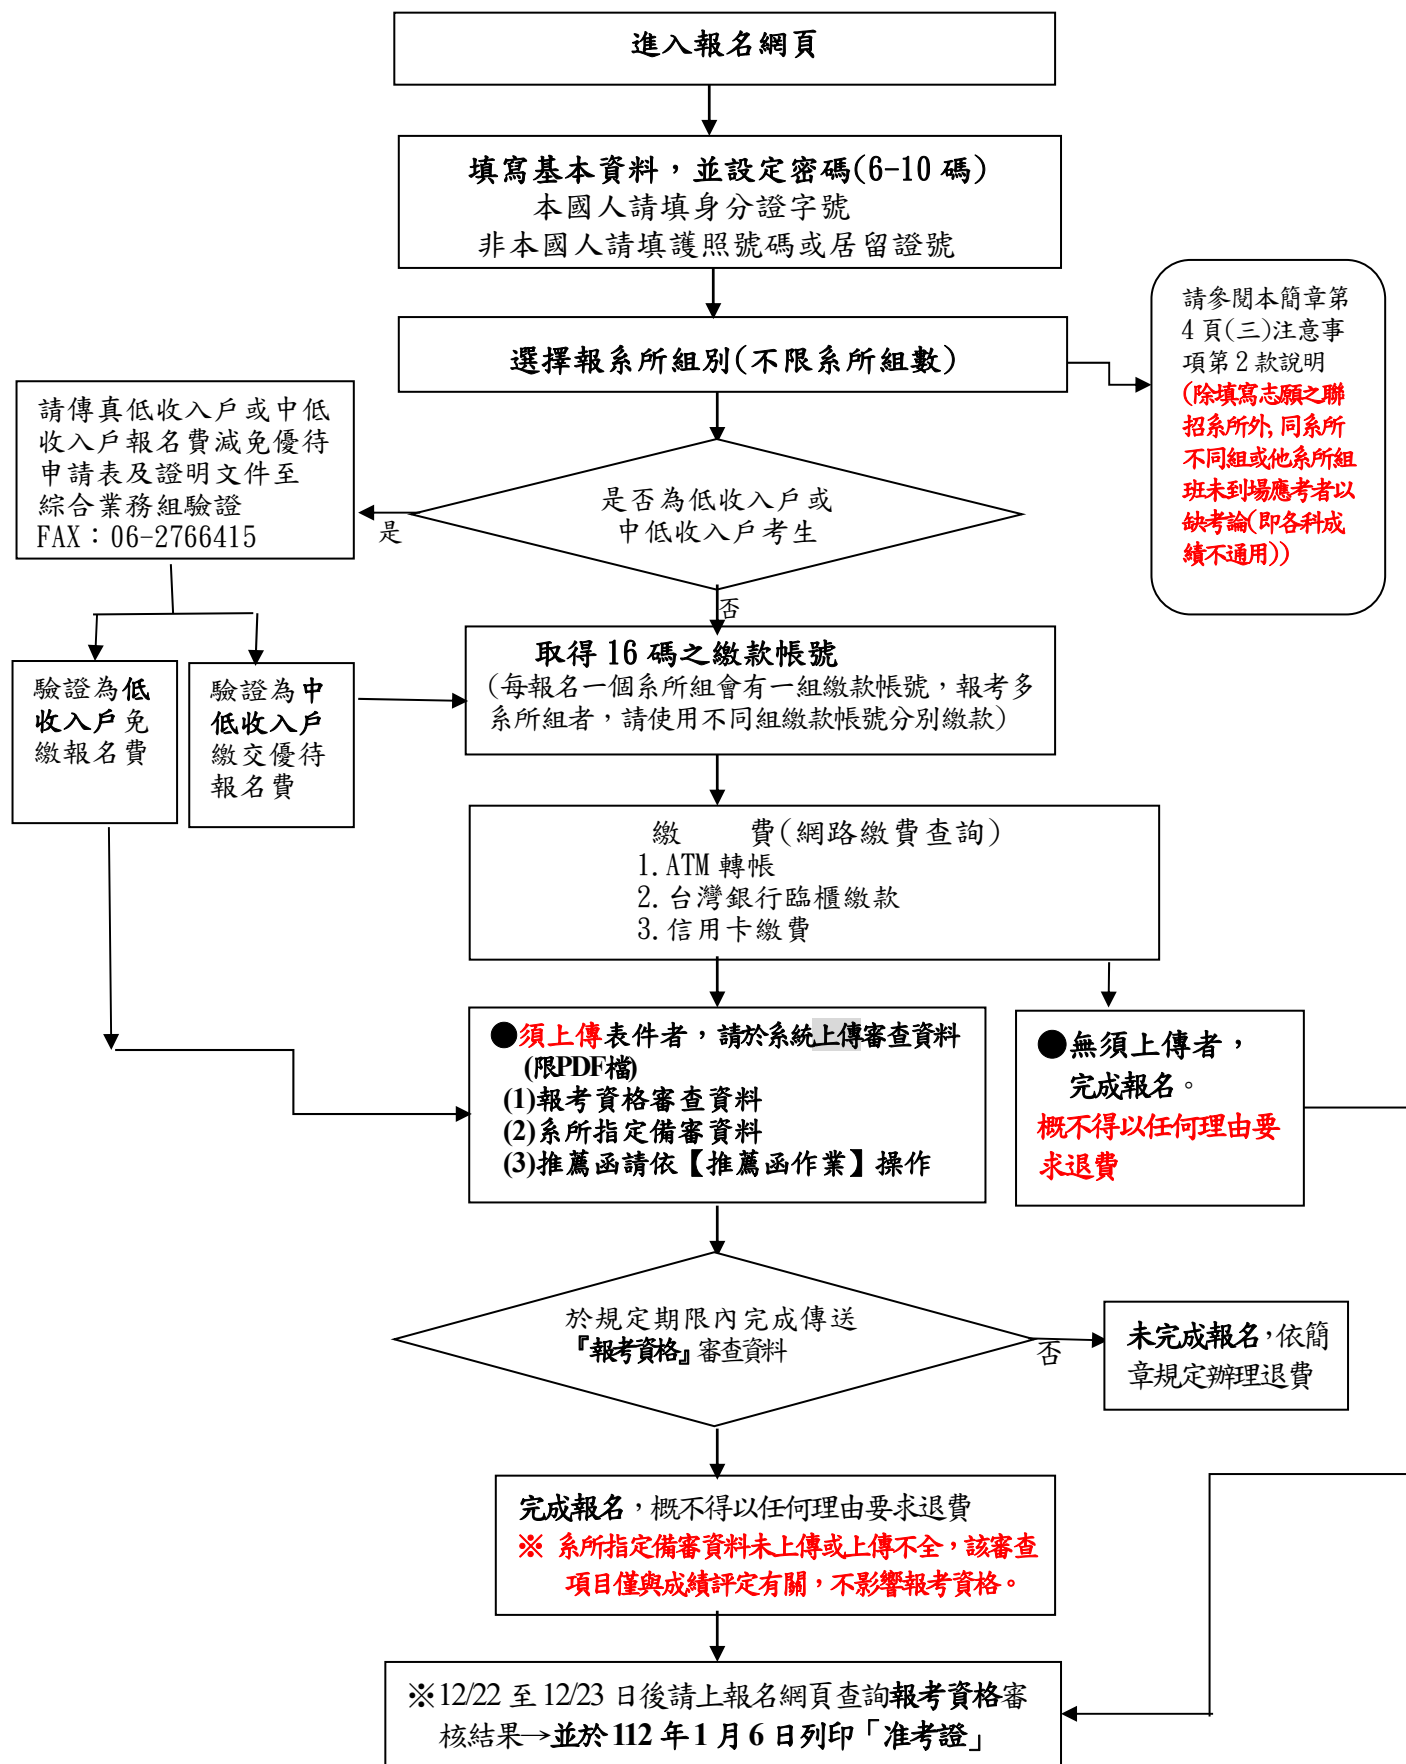 進入報名網頁
填寫基本資料，並設定密碼(6-10 碼)
本國人請填身分證字號
非本國人請填護照號碼或居留證號
請參閱本簡章第
4 頁(三)注意事
項第 2 款說明
(除填寫志願之聯
招系所外, 同系所
不同組或他系所組
班未到場應考者以
缺考論(即各科成
績不通用))
選擇報系所組別(不限系所組數)
請傳真低收入戶或中低
收入戶報名費減免優待
申請表及證明文件至
綜合業務組驗證
FAX：06-2766415
是否為低收入戶或
中低收入戶考生
是
否
取得 16 碼之繳款帳號
(每報名一個系所組會有一組繳款帳號，報考多
系所組者，請使用不同組繳款帳號分別繳款)
驗證為低
收入戶免
繳報名費
驗證為中
低收入戶
繳交優待
報名費
繳　　費(網路繳費查詢)
1. ATM 轉帳
2. 台灣銀行臨櫃繳款
3. 信用卡繳費
●須上傳表件者，請於系統上傳審查資料
(限PDF檔)
(1)報考資格審查資料
(2)系所指定備審資料
(3)推薦函請依【推薦函作業】操作
●無須上傳者，
完成報名。
概不得以任何理由要
求退費
於規定期限內完成傳送
『報考資格』審查資料
否
未完成報名，依簡
章規定辦理退費
完成報名，概不得以任何理由要求退費
※ 系所指定備審資料未上傳或上傳不全，該審查
項目僅與成績評定有關，不影響報考資格。
※12/22 至 12/23 日後請上報名網頁查詢報考資格審
核結果→並於 112 年 1 月 6 日列印「准考證」